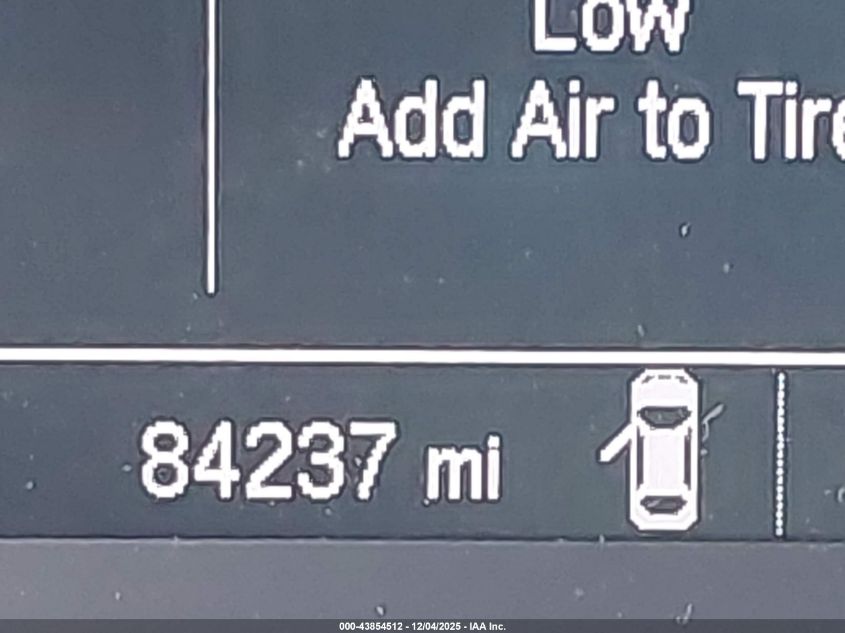 Low
Add Air to Tire
84237 mi
000-43854512 - 12/04/2025 - IAA Inc.